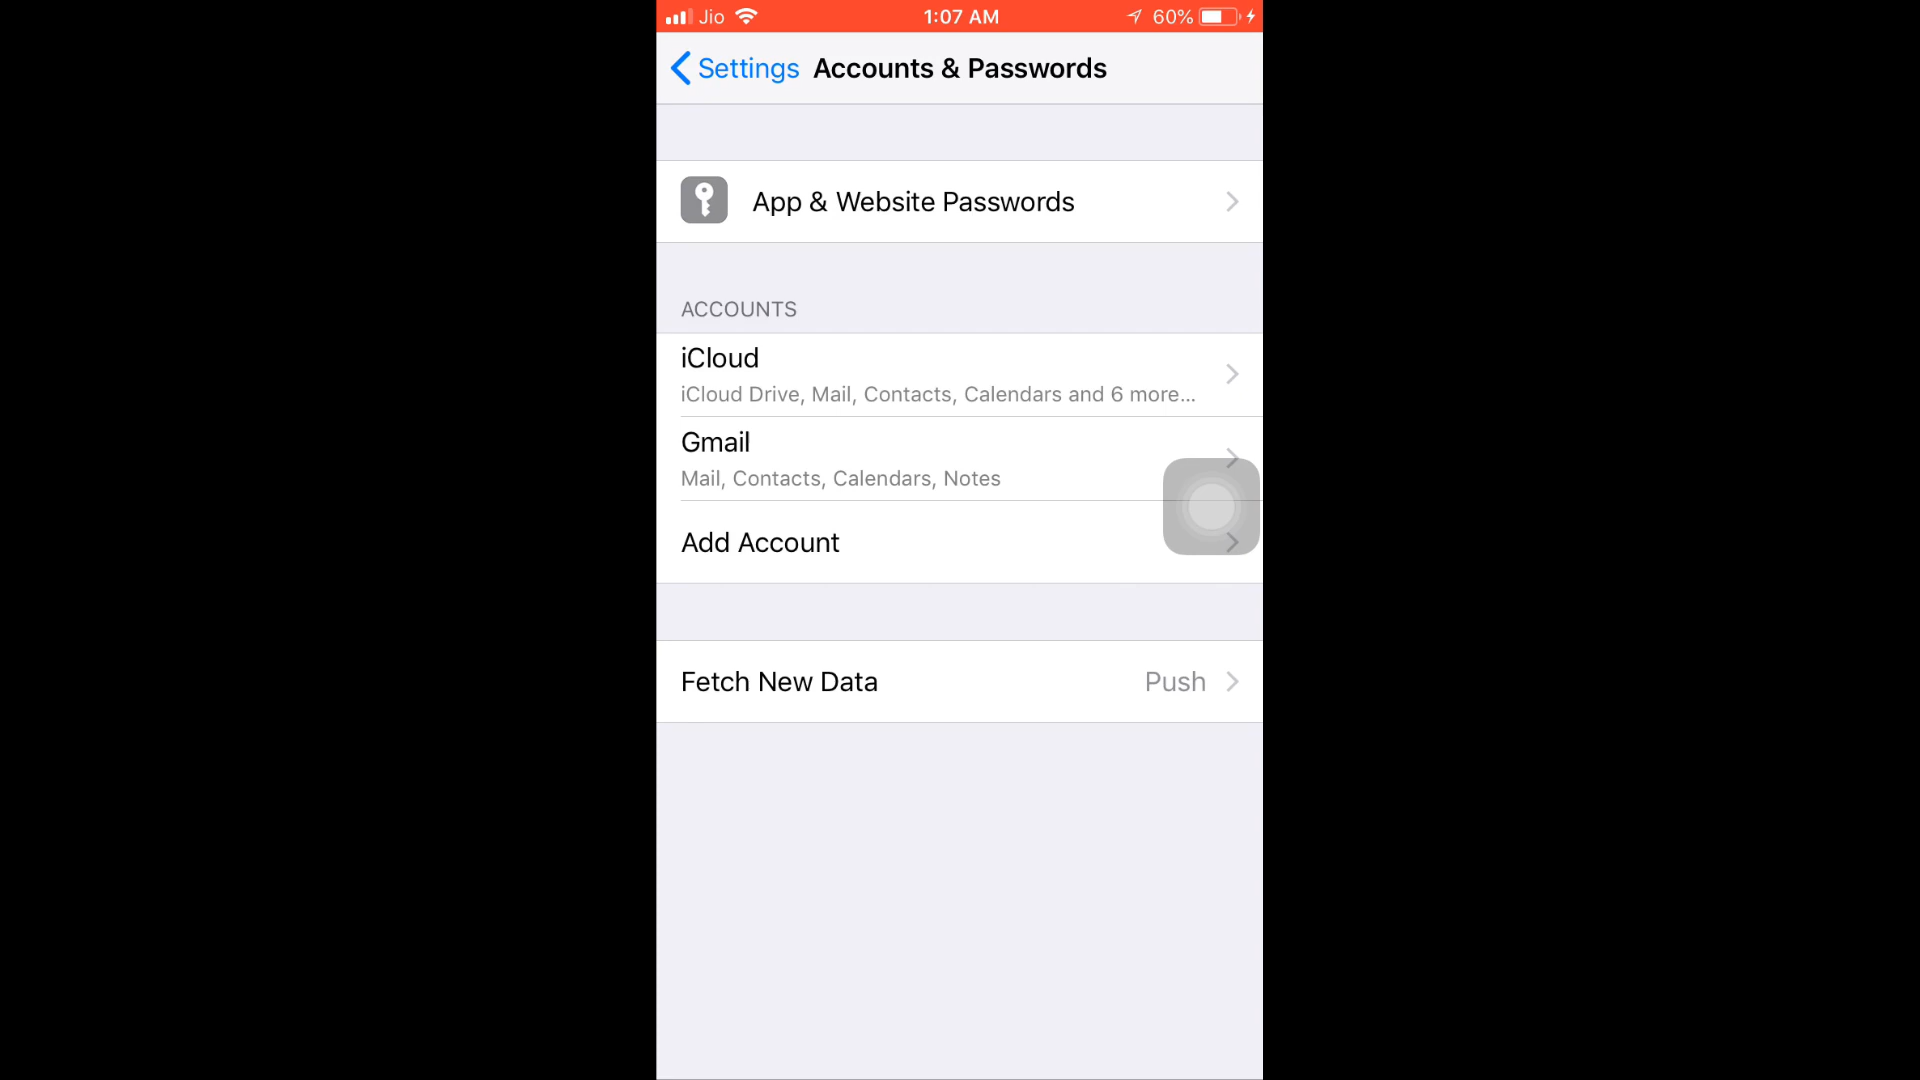 Jio 1:07 AM 60%
Settings Accounts & Passwords
App & Website Passwords
ACCOUNTS
iCloud
iCloud Drive, Mail, Contacts, Calendars and 6 more...
Gmail
Mail, Contacts, Calendars, Notes
Add Account
Fetch New Data Push